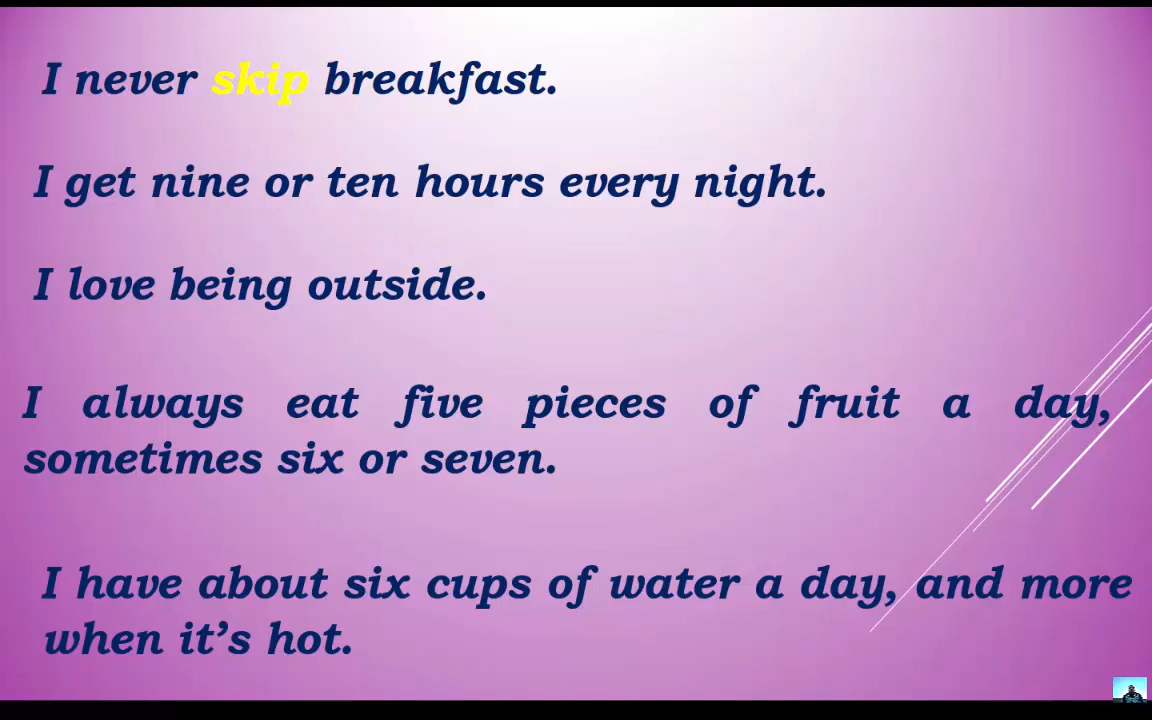 I never skip breakfast.
I get nine or ten hours every night.
I love being outside.
I always eat five pieces of fruit a day,
sometimes six or seven.
I have about six cups of water a day, and more
when it’s hot.